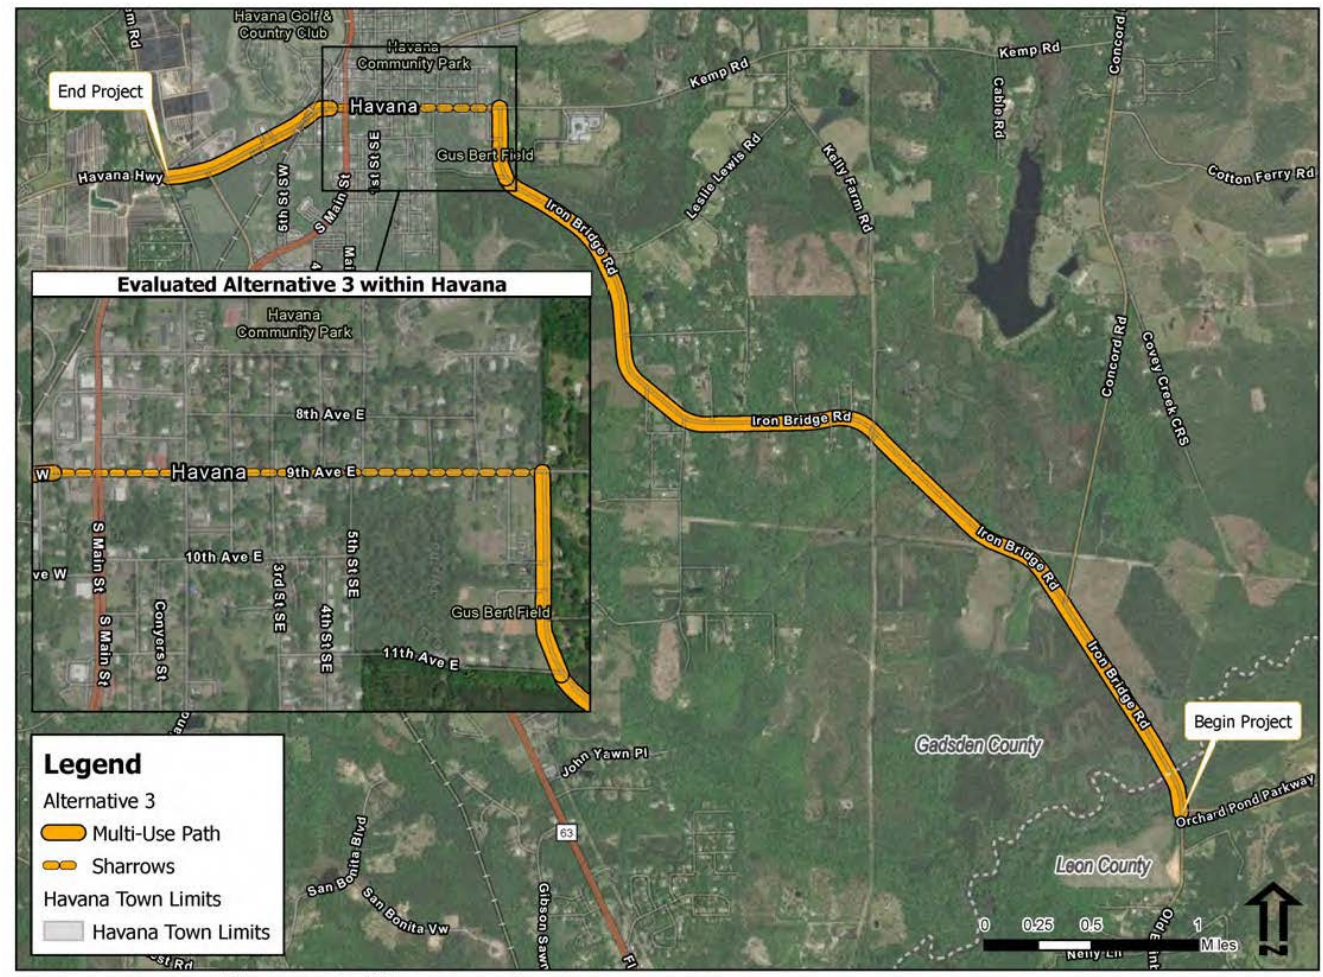 Havana Golf &
Country Club
Concord
Havana
Community Park
Kemp Rd
Kemp Rd
End Project
Cable Rd
Havana
1st St SE
Gus Bert Field
Leslie Lewis Rd
Kelly Farm Rd
Cotton Ferry Rd
Havana Hwy
5th St SW
S Main St
Iron Bridge Rd
Evaluated Alternative 3 within Havana
Havana
Community Park
8th Ave E
W
Havana
9th Ave E
S Main St
10th Ave E
5th St SE
ve W
3rd St SE
4th St SE
Conyers St
S Main St
Gus Bert Field
11th Ave E
Concord Rd
Covey Creek CRS
Iron Bridge Rd
Iron Bridge Rd
Iron Bridge Rd
Begin Project
Gadsden County
Orchard Pond Parkway
Leon County
John Yawn Pl
63
San Bonita Blvd
San Bonita Vw
Gibson Sawm
Fl
Legend
Alternative 3
Multi-Use Path
Sharrows
Havana Town Limits
Havana Town Limits
0 0.25 0.5 1
Miles
N